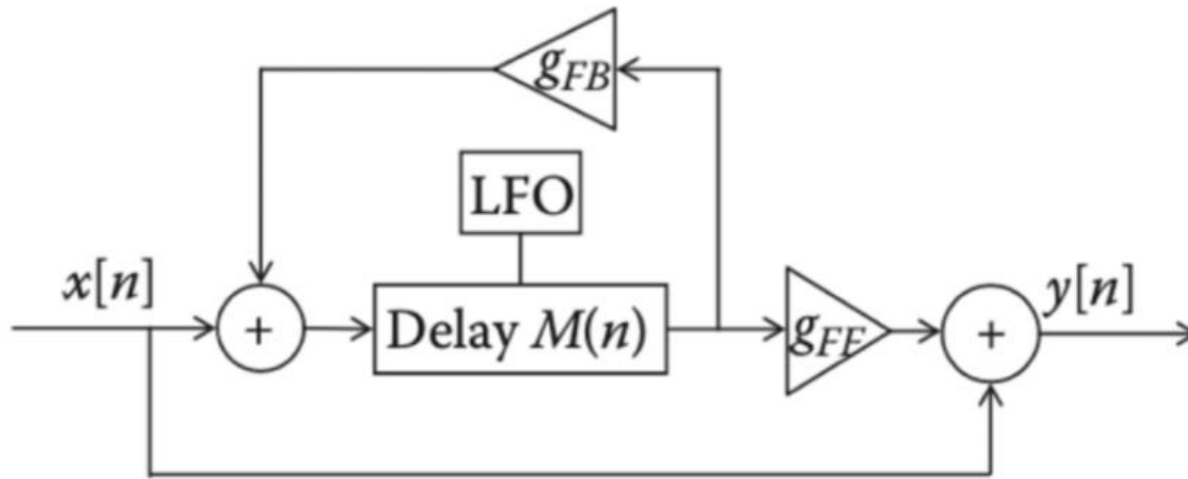 g_FB
LFO
x[n]
+
Delay M(n)
g_FF
+
y[n]